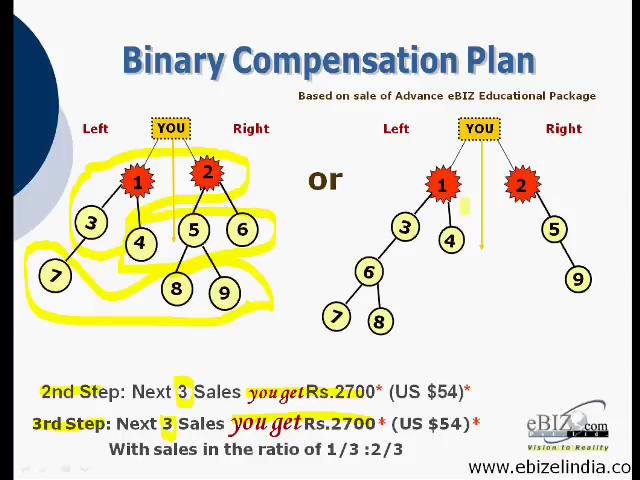 Binary Compensation Plan
Based on sale of Advance eBIZ Educational Package
Left YOU Right
1 2
3 4 5 6
7 8 9
or
Left YOU Right
1 2
3 4 5
6 9
7 8
2nd Step: Next 3 Sales you get Rs.2700* (US $54)*
3rd Step: Next 3 Sales you get Rs.2700* (US $54)*
With sales in the ratio of 1/3 :2/3
eBIZ.com
Vision to Reality
www.ebizelindia.co